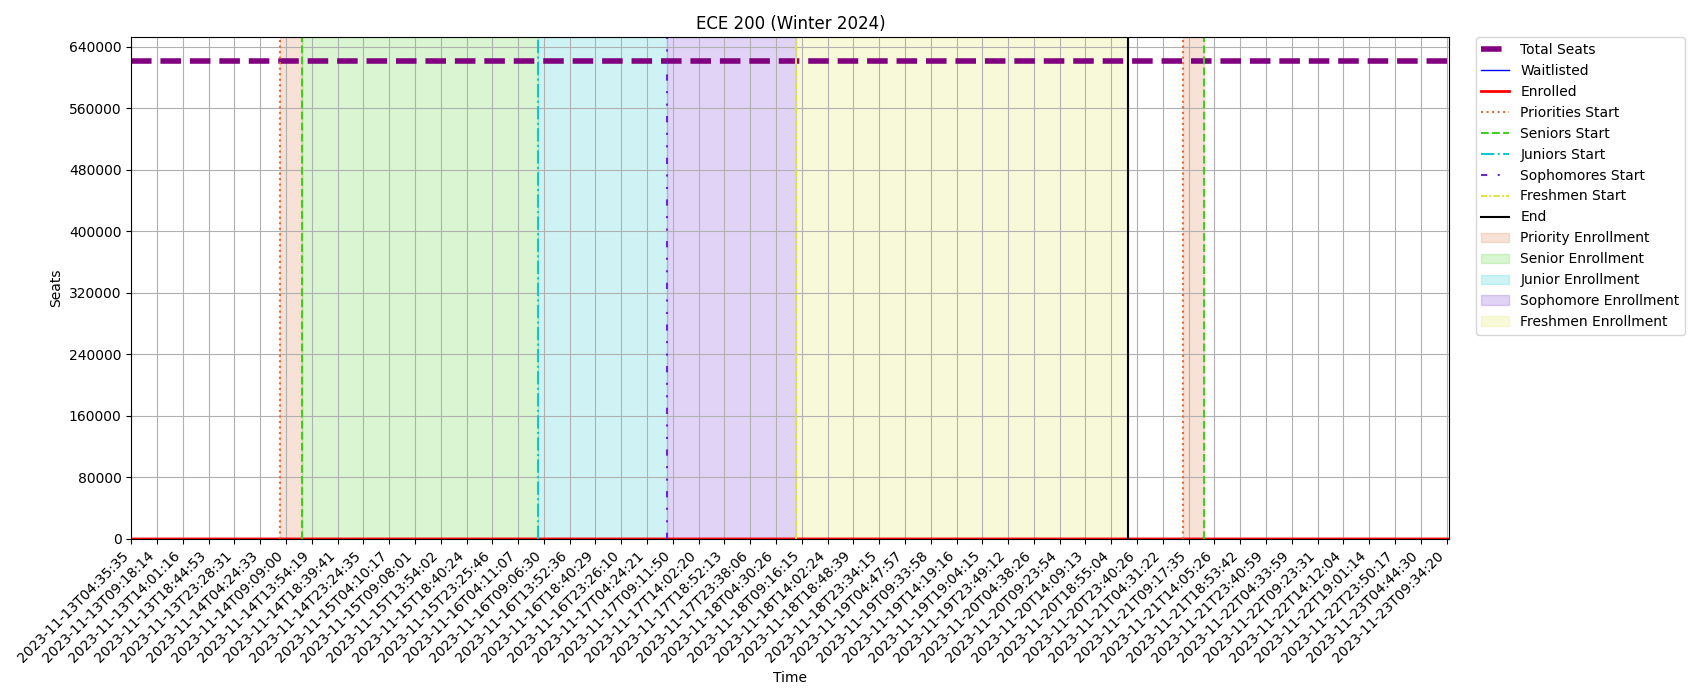 ECE 200 (Winter 2024)
640000
560000
480000
400000
320000
240000
160000
80000
0
Seats
2023-11-13T04:35:35
2023-11-13T09:18:14
2023-11-13T14:01:16
2023-11-13T18:44:53
2023-11-13T23:28:31
2023-11-14T04:24:33
2023-11-14T09:09:00
2023-11-14T13:54:19
2023-11-14T18:39:41
2023-11-14T23:24:35
2023-11-15T04:10:17
2023-11-15T09:08:01
2023-11-15T13:54:02
2023-11-15T18:40:24
2023-11-15T23:25:46
2023-11-16T04:11:07
2023-11-16T09:06:30
2023-11-16T13:52:36
2023-11-16T18:40:29
2023-11-16T23:26:10
2023-11-17T04:24:21
2023-11-17T09:11:50
2023-11-17T14:02:20
2023-11-17T18:52:13
2023-11-17T23:38:06
2023-11-18T04:30:26
2023-11-18T09:16:15
2023-11-18T14:02:24
2023-11-18T18:48:39
2023-11-18T23:34:15
2023-11-19T04:47:57
2023-11-19T09:33:58
2023-11-19T14:19:16
2023-11-19T19:04:15
2023-11-19T23:49:12
2023-11-20T04:38:26
2023-11-20T09:23:54
2023-11-20T14:09:13
2023-11-20T18:55:04
2023-11-20T23:40:26
2023-11-21T04:31:22
2023-11-21T09:17:35
2023-11-21T14:05:26
2023-11-21T18:53:42
2023-11-21T23:40:59
2023-11-22T04:33:59
2023-11-22T09:23:31
2023-11-22T14:12:04
2023-11-22T19:01:14
2023-11-22T23:50:17
2023-11-23T04:44:30
2023-11-23T09:34:20
Time
Total Seats
Waitlisted
Enrolled
Priorities Start
Seniors Start
Juniors Start
Sophomores Start
Freshmen Start
End
Priority Enrollment
Senior Enrollment
Junior Enrollment
Sophomore Enrollment
Freshmen Enrollment